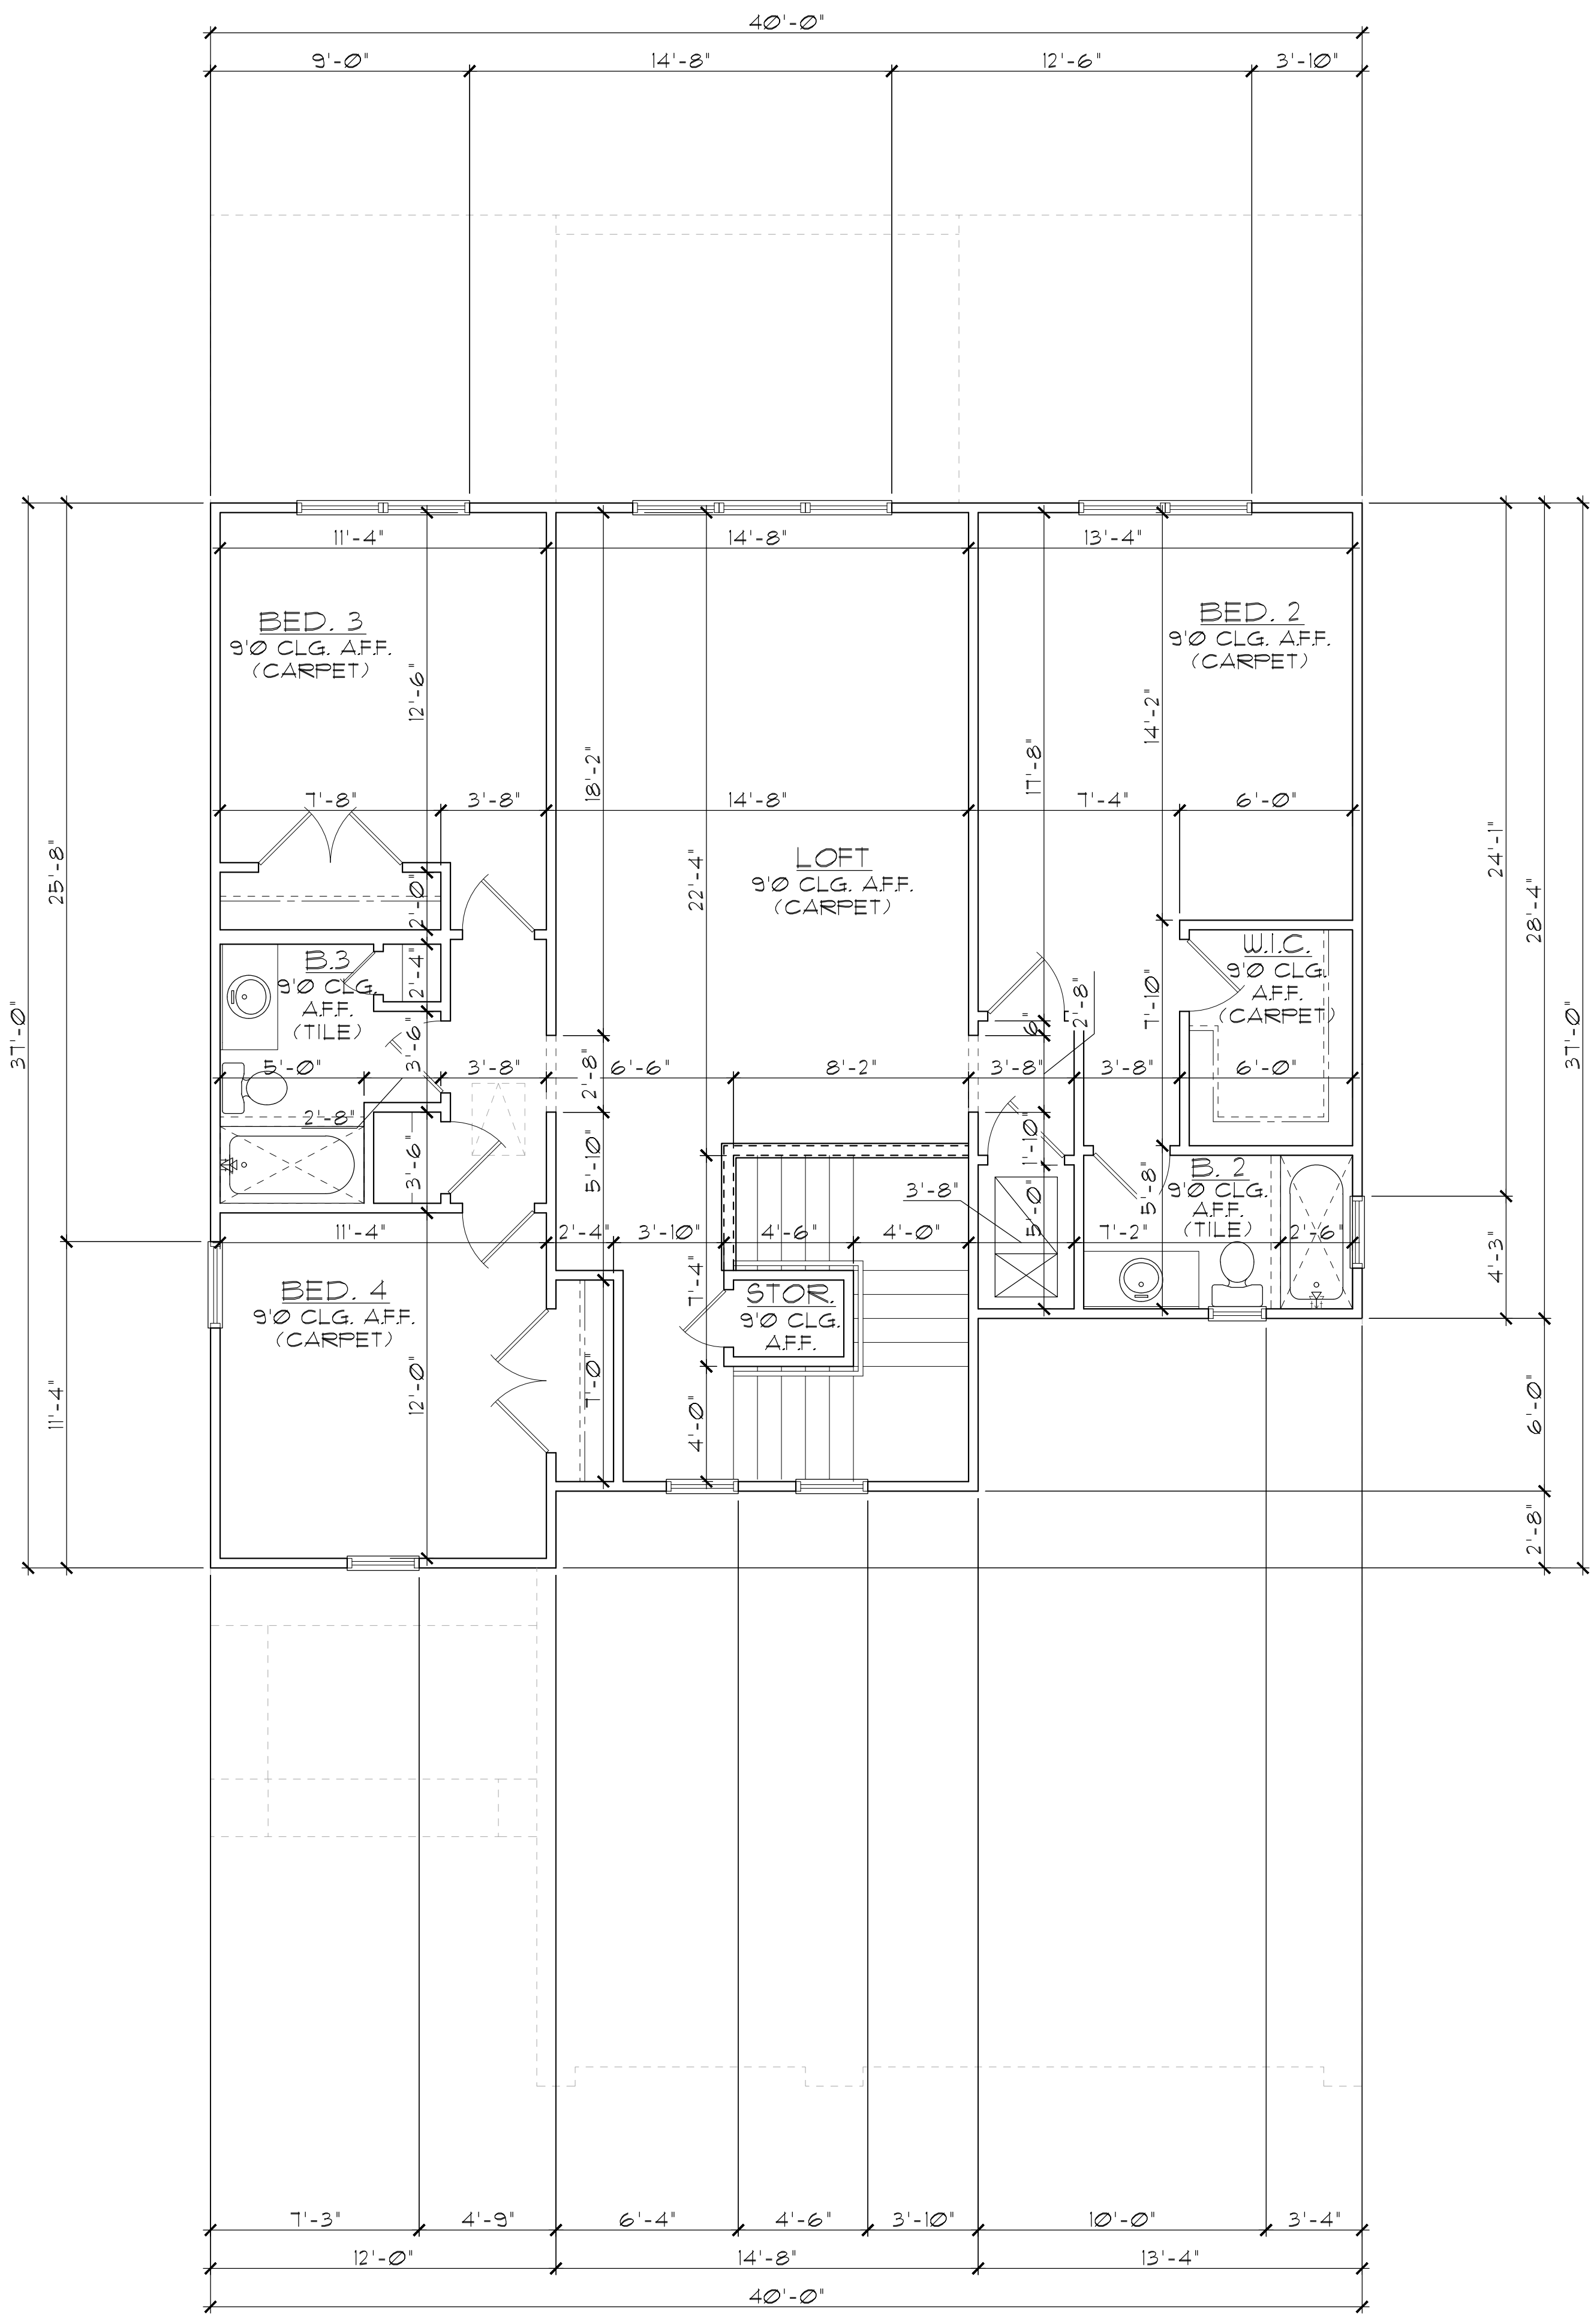 40'-0"
9'-0" 14'-8" 12'-6" 3'-10"
11'-4" 14'-8" 13'-4"
BED. 3
9'0 CLG. A.F.F.
(CARPET)
BED. 2
9'0 CLG. A.F.F.
(CARPET)
12'-6"
18'-2"
17'-8"
14'-2"
7'-8" 3'-8" 14'-8" 7'-4" 6'-0"
LOFT
9'0 CLG. A.F.F.
(CARPET)
22'-4"
25'-8"
37'-0"
24'-1"
28'-4"
37'-0"
2'-0"
B.3
9'0 CLG.
A.F.F.
(TILE)
2'-4"
3'-6"
W.I.C.
9'0 CLG.
A.F.F.
(CARPET)
6"
2'-8"
7'-10"
5'-0" 3'-8" 6'-6" 8'-2" 3'-8" 3'-8" 6'-0"
2'-8"
2'-8"
3'-6"
5'-10"
1'-10"
5'-0"
3'-8"
5'-8"
B. 2
9'0 CLG.
A.F.F.
(TILE)
11'-4" 2'-4" 3'-10" 4'-6" 4'-0" 7'-2" 2'-6"
4'-3"
BED. 4
9'0 CLG. A.F.F.
(CARPET)
7'-4"
STOR.
9'0 CLG.
A.F.F.
12'-0"
7'-0"
4'-0"
11'-4"
6'-0"
2'-8"
7'-3" 4'-9" 6'-4" 4'-6" 3'-10" 10'-0" 3'-4"
12'-0" 14'-8" 13'-4"
40'-0"